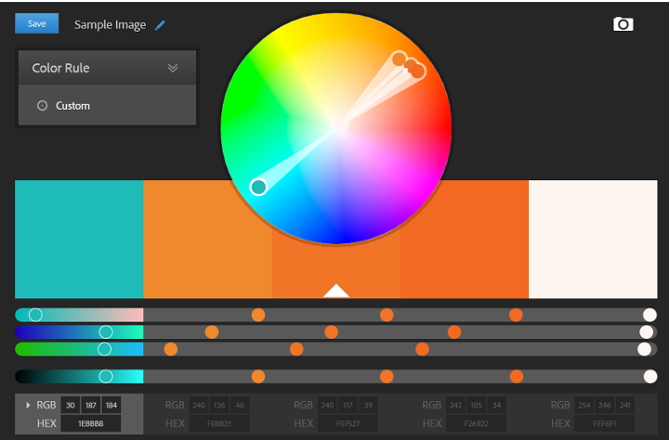 Save Sample Image
Color Rule
Custom
RGB 30 187 184 RGB 240 136 46 RGB 240 117 39 RGB 242 105 34 RGB 254 246 241
HEX 1EBBB8 HEX F0882E HEX F07527 HEX F26922 HEX FEF6F1